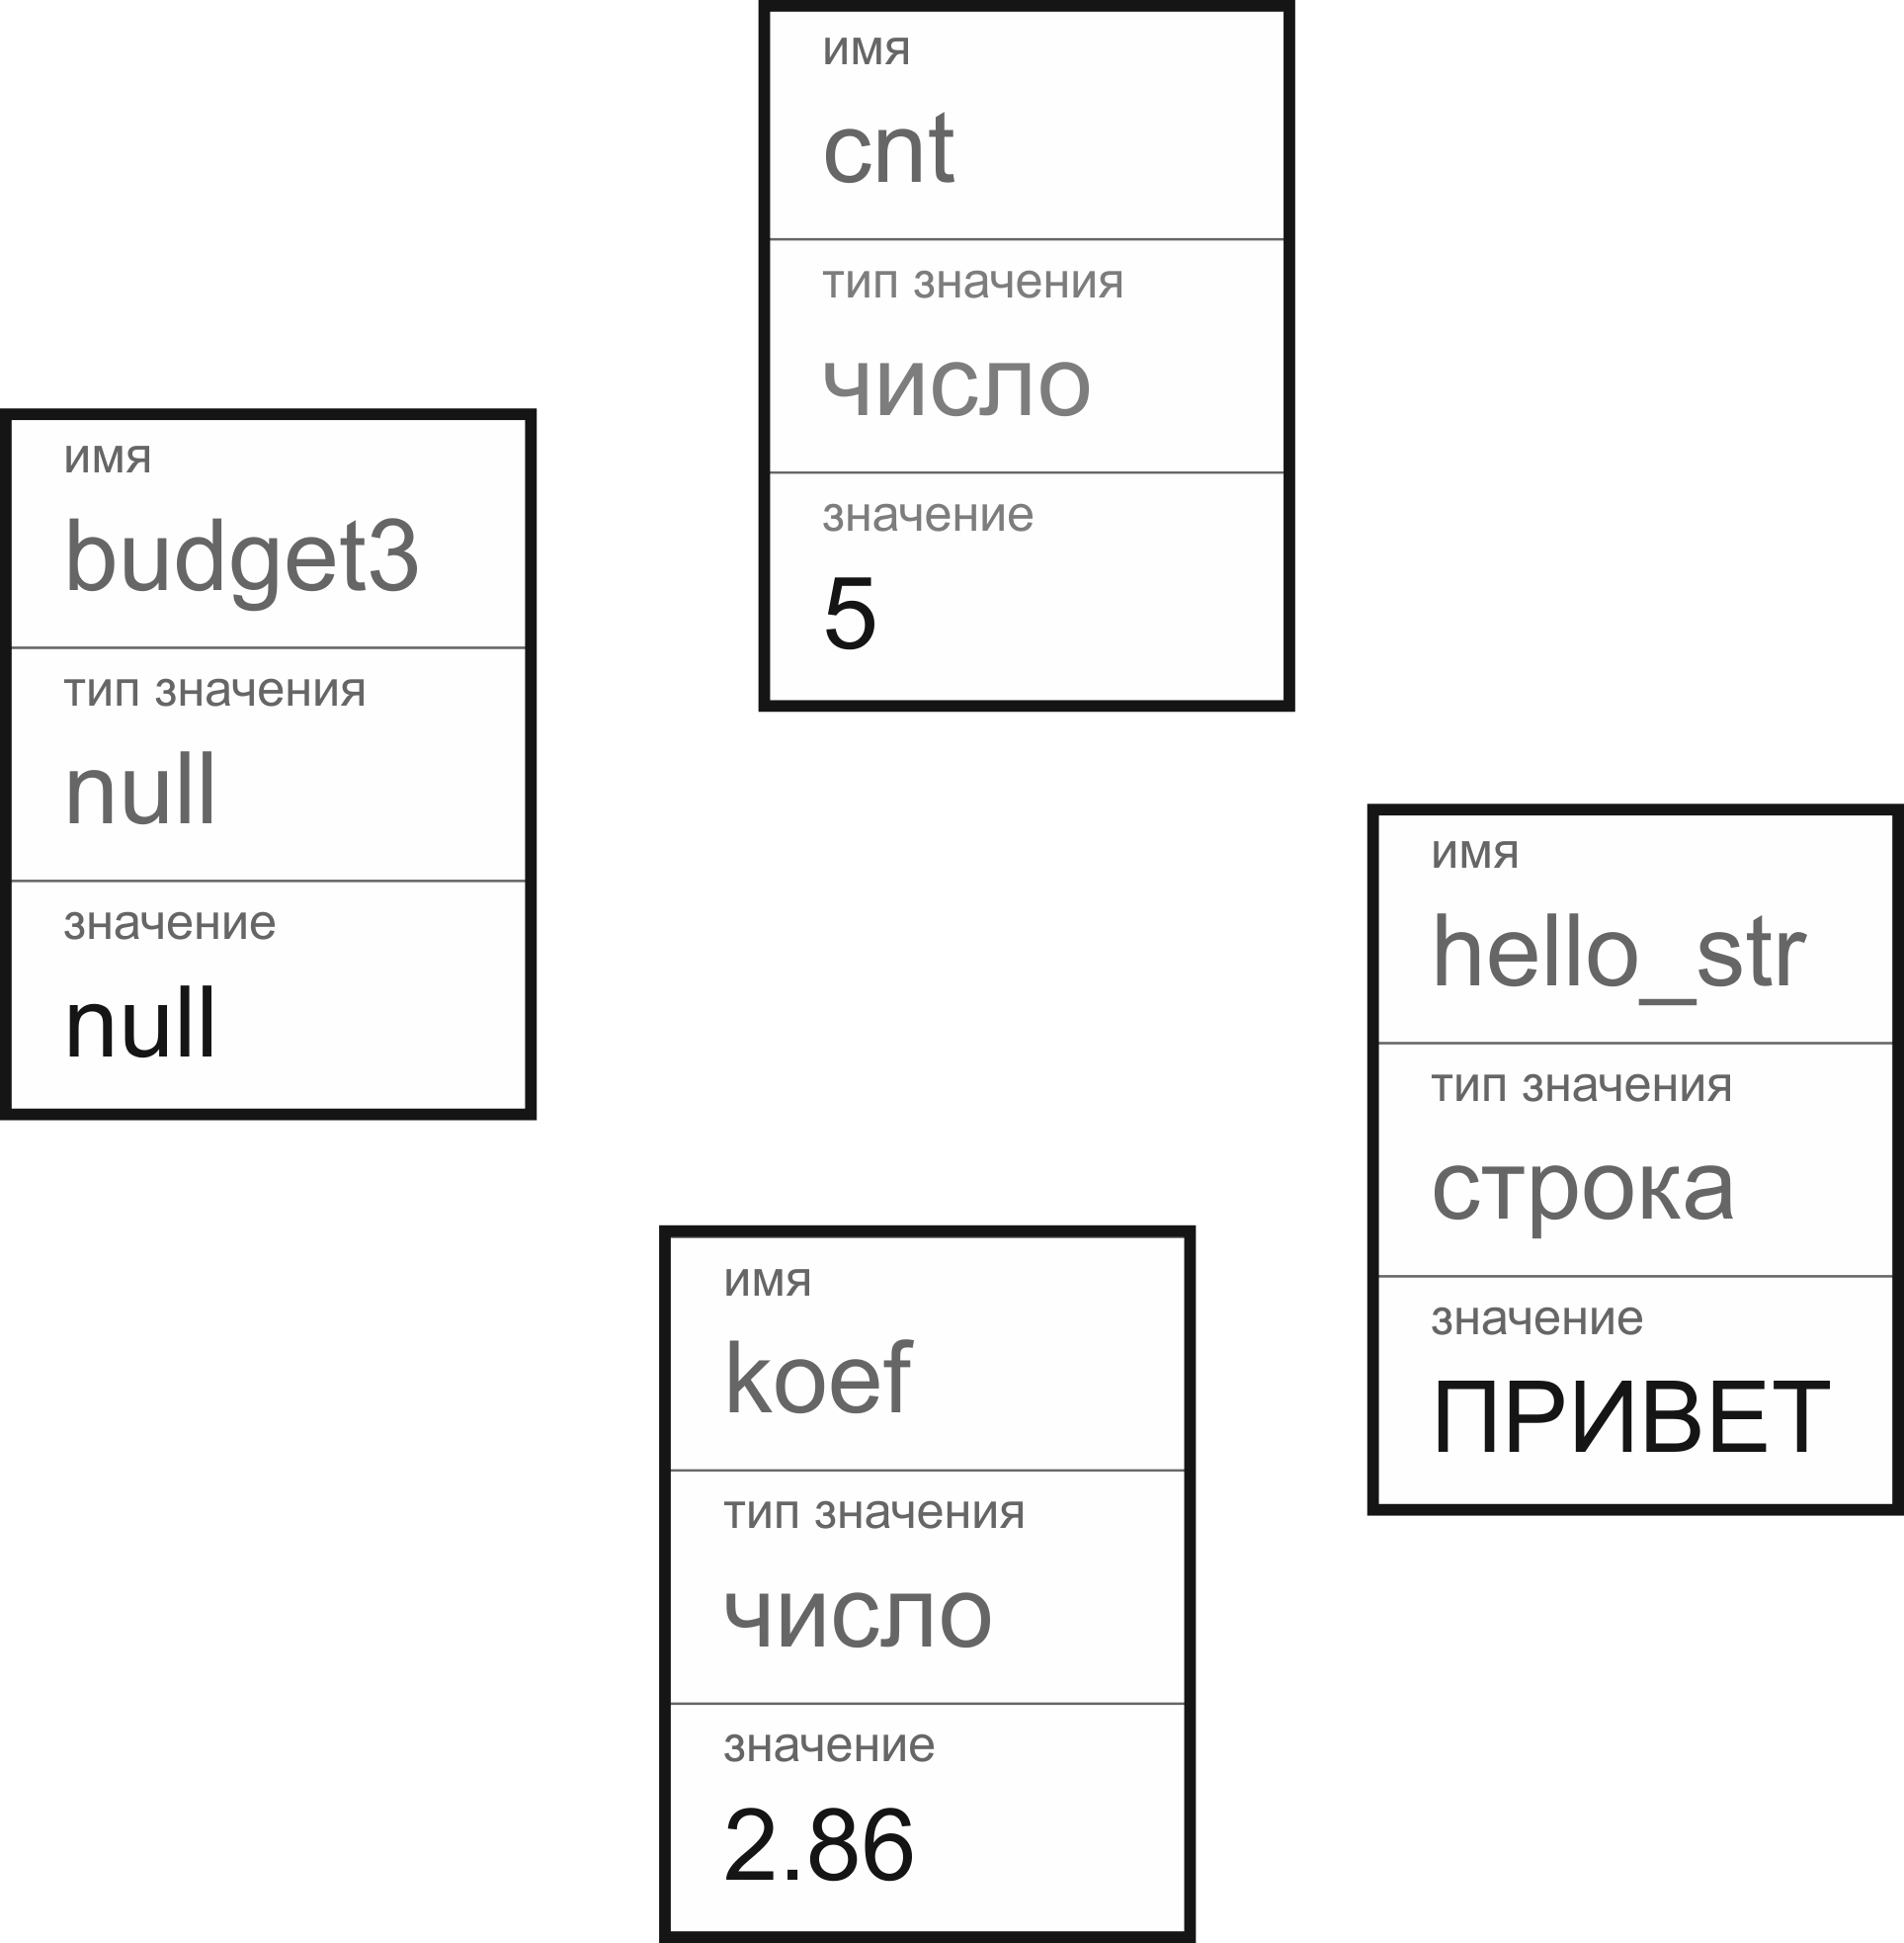 имя
cnt
тип значения
число
значение
5
имя
budget3
тип значения
null
значение
null
имя
hello_str
тип значения
строка
значение
ПРИВЕТ
имя
koef
тип значения
число
значение
2.86